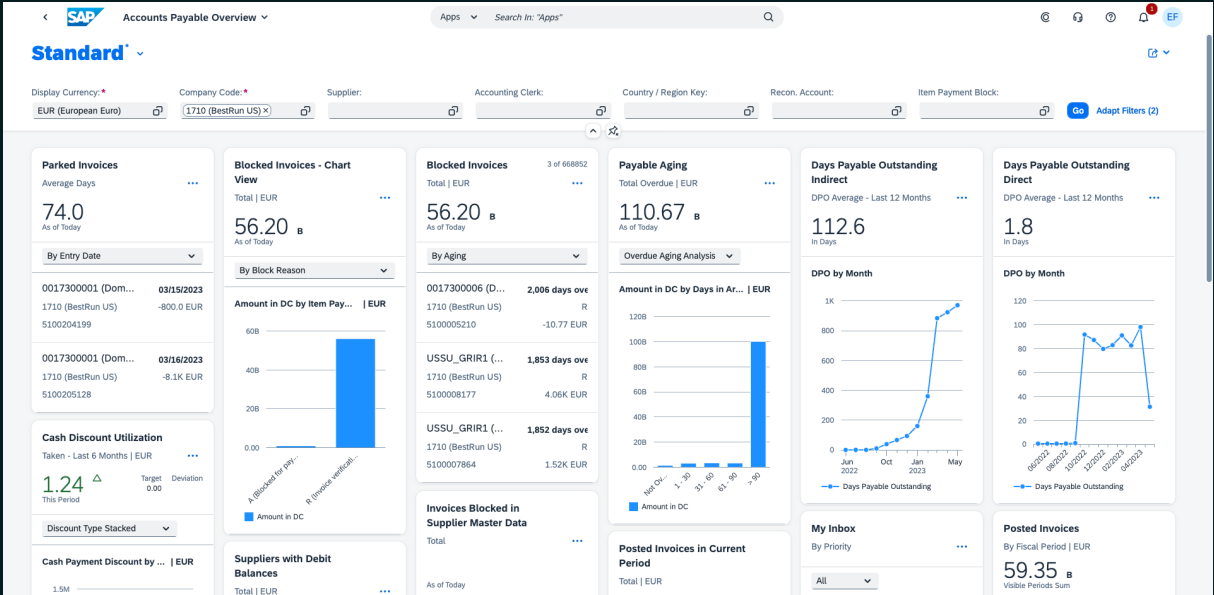 SAP
Accounts Payable Overview
Apps
Search In: "Apps"
1
EF
Standard*
Display Currency:*
EUR (European Euro)
Company Code:*
1710 (BestRun US)
Supplier:
Accounting Clerk:
Country / Region Key:
Recon. Account:
Item Payment Block:
Go
Adapt Filters (2)
Parked Invoices
Average Days
74.0
As of Today
By Entry Date
0017300001 (Dom... 03/15/2023
1710 (BestRun US) -800.0 EUR
5100204199
0017300001 (Dom... 03/16/2023
1710 (BestRun US) -8.1K EUR
5100205128
Cash Discount Utilization
Taken - Last 6 Months | EUR
1.24
This Period
Target
0.00
Deviation
Discount Type Stacked
Cash Payment Discount by ... | EUR
1.5M
Blocked Invoices - Chart
View
Total | EUR
56.20 B
As of Today
By Block Reason
Amount in DC by Item Pay... | EUR
60B
40B
20B
0.00
A (Blocked for pay...
R (Invoice verificati...
Amount in DC
Suppliers with Debit
Balances
Total | EUR
Blocked Invoices 3 of 668852
Total | EUR
56.20 B
As of Today
By Aging
0017300006 (D... 2,006 days ove
1710 (BestRun US) R
5100005210 -10.77 EUR
USSU_GRIR1 (... 1,853 days ove
1710 (BestRun US) R
5100008177 4.06K EUR
USSU_GRIR1 (... 1,852 days ove
1710 (BestRun US) R
5100007864 1.52K EUR
Invoices Blocked in
Supplier Master Data
Total
As of Today
Payable Aging
Total Overdue | EUR
110.67 B
As of Today
Overdue Aging Analysis
Amount in DC by Days in Ar... | EUR
120B
100B
80B
60B
40B
20B
0.00
Not Ov...
1 - 30
31 - 60
61 - 90
> 90
Amount in DC
Posted Invoices in Current
Period
Total | EUR
Days Payable Outstanding
Indirect
DPO Average - Last 12 Months
112.6
In Days
DPO by Month
1K
800
600
400
200
0
Jun Oct Jan May
2022 2023
Days Payable Outstanding
My Inbox
By Priority
All
Days Payable Outstanding
Direct
DPO Average - Last 12 Months
1.8
In Days
DPO by Month
120
100
80
60
40
20
0
06/2022
08/2022
10/2022
12/2022
02/2023
04/2023
Days Payable Outstanding
Posted Invoices
By Fiscal Period | EUR
59.35 B
Visible Periods Sum